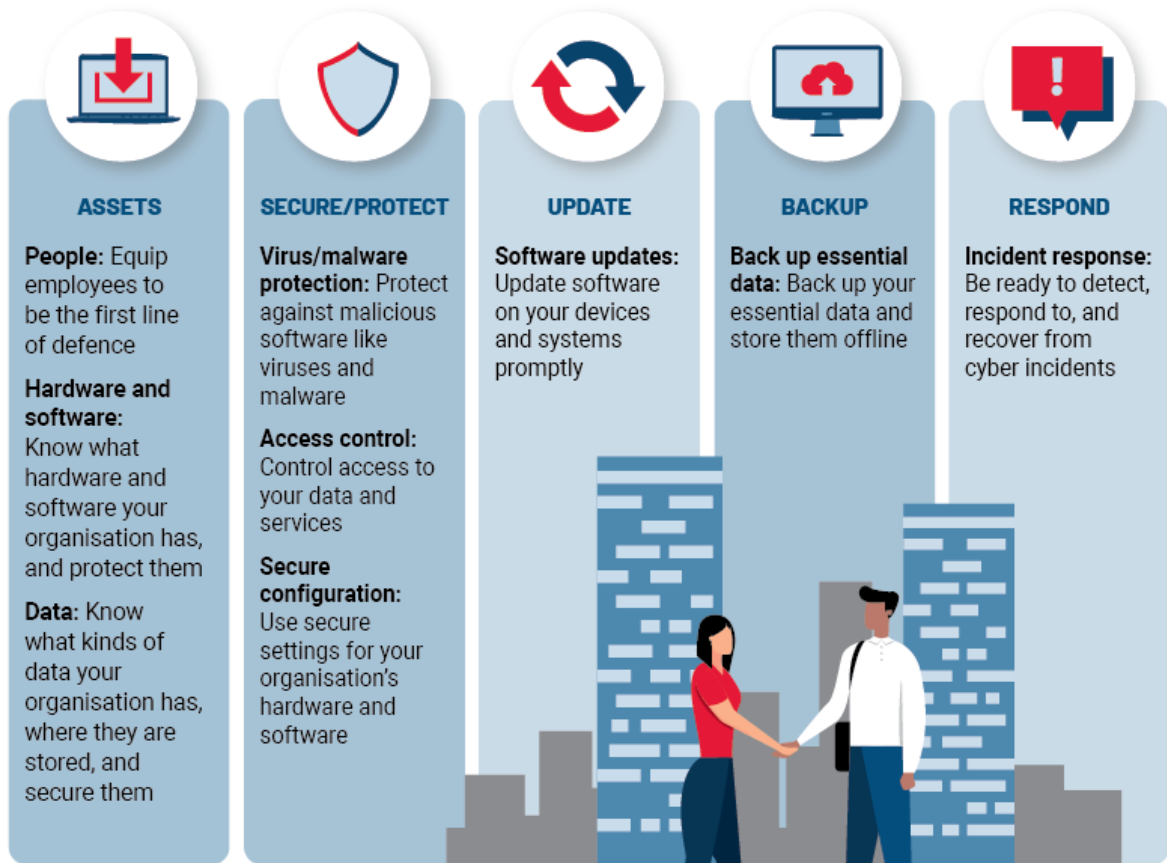 ASSETS
People: Equip
employees to
be the first line
of defence
Hardware and
software:
Know what
hardware and
software your
organisation has,
and protect them
Data: Know
what kinds of
data your
organisation has,
where they are
stored, and
secure them
SECURE/PROTECT
Virus/malware
protection: Protect
against malicious
software like
viruses and
malware
Access control:
Control access to
your data and
services
Secure
configuration:
Use secure
settings for your
organisation’s
hardware and
software
UPDATE
Software updates:
Update software
on your devices
and systems
promptly
BACKUP
Back up essential
data: Back up your
essential data and
store them offline
!
RESPOND
Incident response:
Be ready to detect,
respond to, and
recover from
cyber incidents